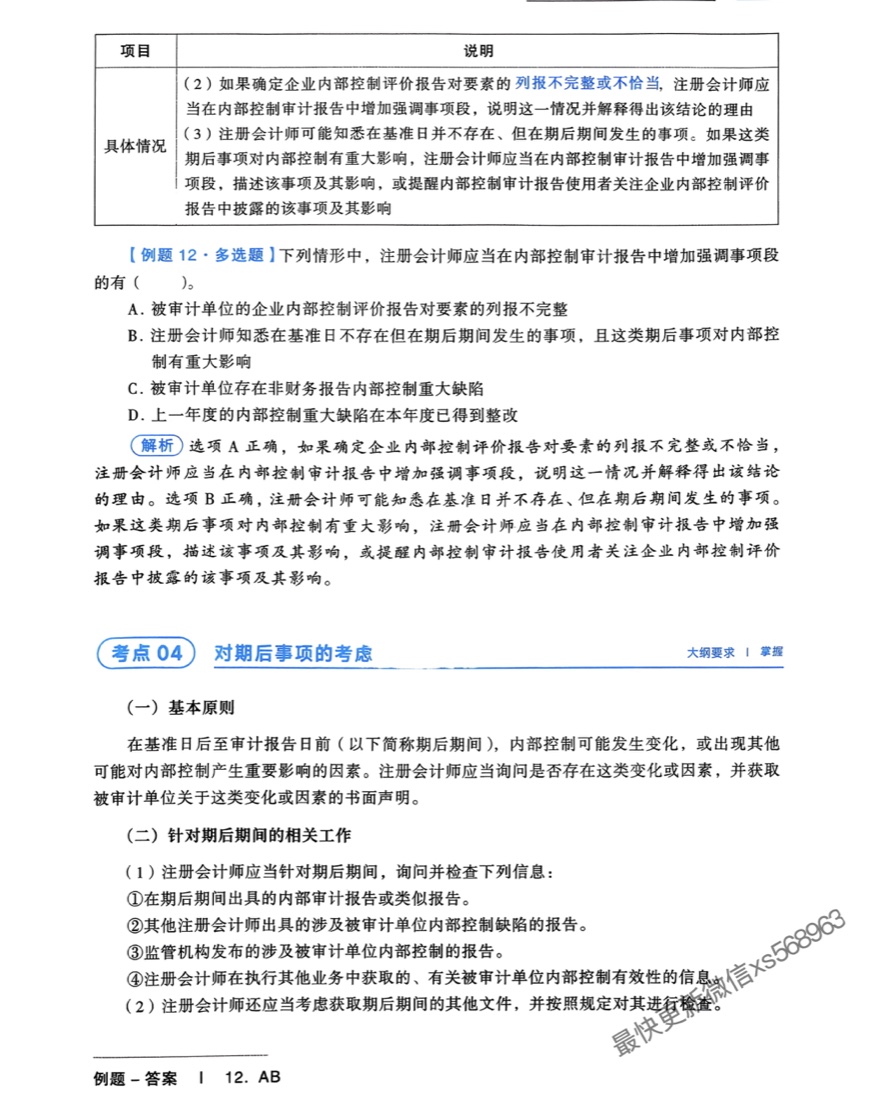 项目 说明
具体情况
（2）如果确定企业内部控制评价报告对要素的列报不完整或不恰当，注册会计师应
当在内部控制审计报告中增加强调事项段，说明这一情况并解释得出该结论的理由
（3）注册会计师可能知悉在基准日并不存在、但在期后期间发生的事项。如果这类
期后事项对内部控制有重大影响，注册会计师应当在内部控制审计报告中增加强调事
项段，描述该事项及其影响，或提醒内部控制审计报告使用者关注企业内部控制评价
报告中披露的该事项及其影响
【例题 12·多选题】下列情形中，注册会计师应当在内部控制审计报告中增加强调事项段
的有（　　）。
A. 被审计单位的企业内部控制评价报告对要素的列报不完整
B. 注册会计师知悉在基准日不存在但在期后期间发生的事项，且这类期后事项对内部控
制有重大影响
C. 被审计单位存在非财务报告内部控制重大缺陷
D. 上一年度的内部控制重大缺陷在本年度已得到整改
解析 选项 A 正确，如果确定企业内部控制评价报告对要素的列报不完整或不恰当，
注册会计师应当在内部控制审计报告中增加强调事项段，说明这一情况并解释得出该结论
的理由。选项 B 正确，注册会计师可能知悉在基准日并不存在、但在期后期间发生的事项。
如果这类期后事项对内部控制有重大影响，注册会计师应当在内部控制审计报告中增加强
调事项段，描述该事项及其影响，或提醒内部控制审计报告使用者关注企业内部控制评价
报告中披露的该事项及其影响。
考点 04 对期后事项的考虑 大纲要求 | 掌握
（一）基本原则
在基准日后至审计报告日前（以下简称期后期间），内部控制可能发生变化，或出现其他
可能对内部控制产生重要影响的因素。注册会计师应当询问是否存在这类变化或因素，并获取
被审计单位关于这类变化或因素的书面声明。
（二）针对期后期间的相关工作
（1）注册会计师应当针对期后期间，询问并检查下列信息：
①在期后期间出具的内部审计报告或类似报告。
②其他注册会计师出具的涉及被审计单位内部控制缺陷的报告。
③监管机构发布的涉及被审计单位内部控制的报告。
④注册会计师在执行其他业务中获取的、有关被审计单位内部控制有效性的信息。
（2）注册会计师还应当考虑获取期后期间的其他文件，并按照规定对其进行检查。
最快更新微信xs568963
例题 – 答案 | 12. AB